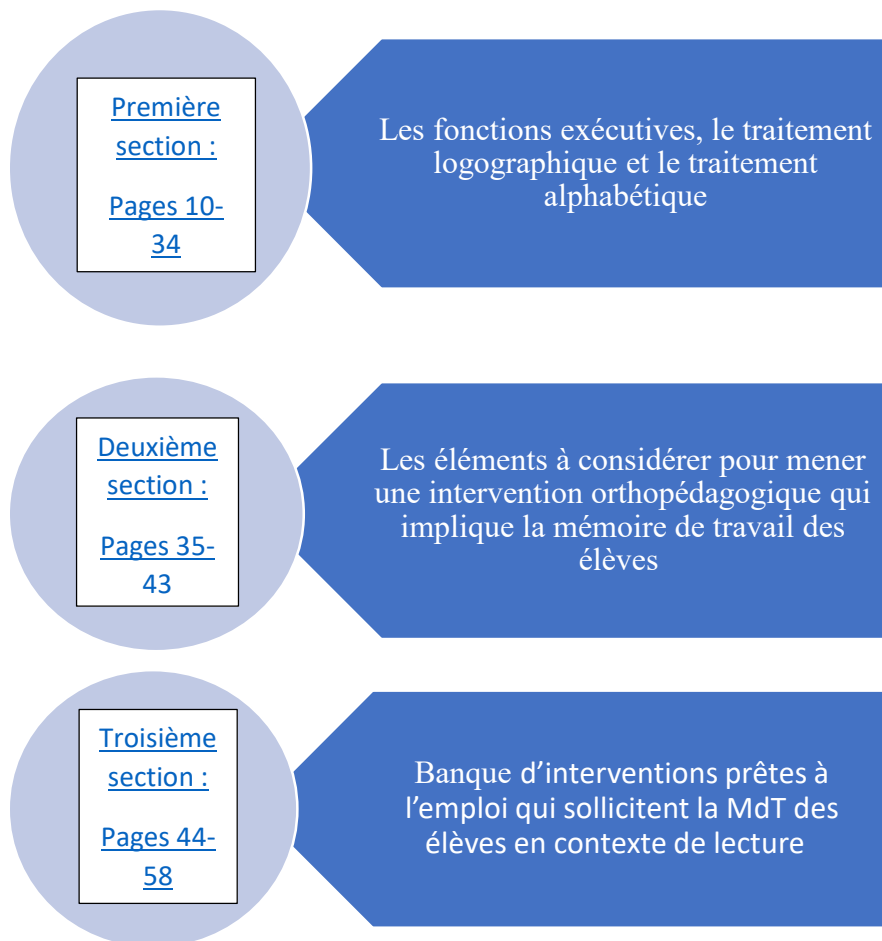 Première
section :
Pages 10-
34
Les fonctions exécutives, le traitement
logographique et le traitement
alphabétique
Deuxième
section :
Pages 35-
43
Les éléments à considérer pour mener
une intervention orthopédagogique qui
implique la mémoire de travail des
élèves
Troisième
section :
Pages 44-
58
Banque d'interventions prêtes à
l'emploi qui sollicitent la MdT des
élèves en contexte de lecture